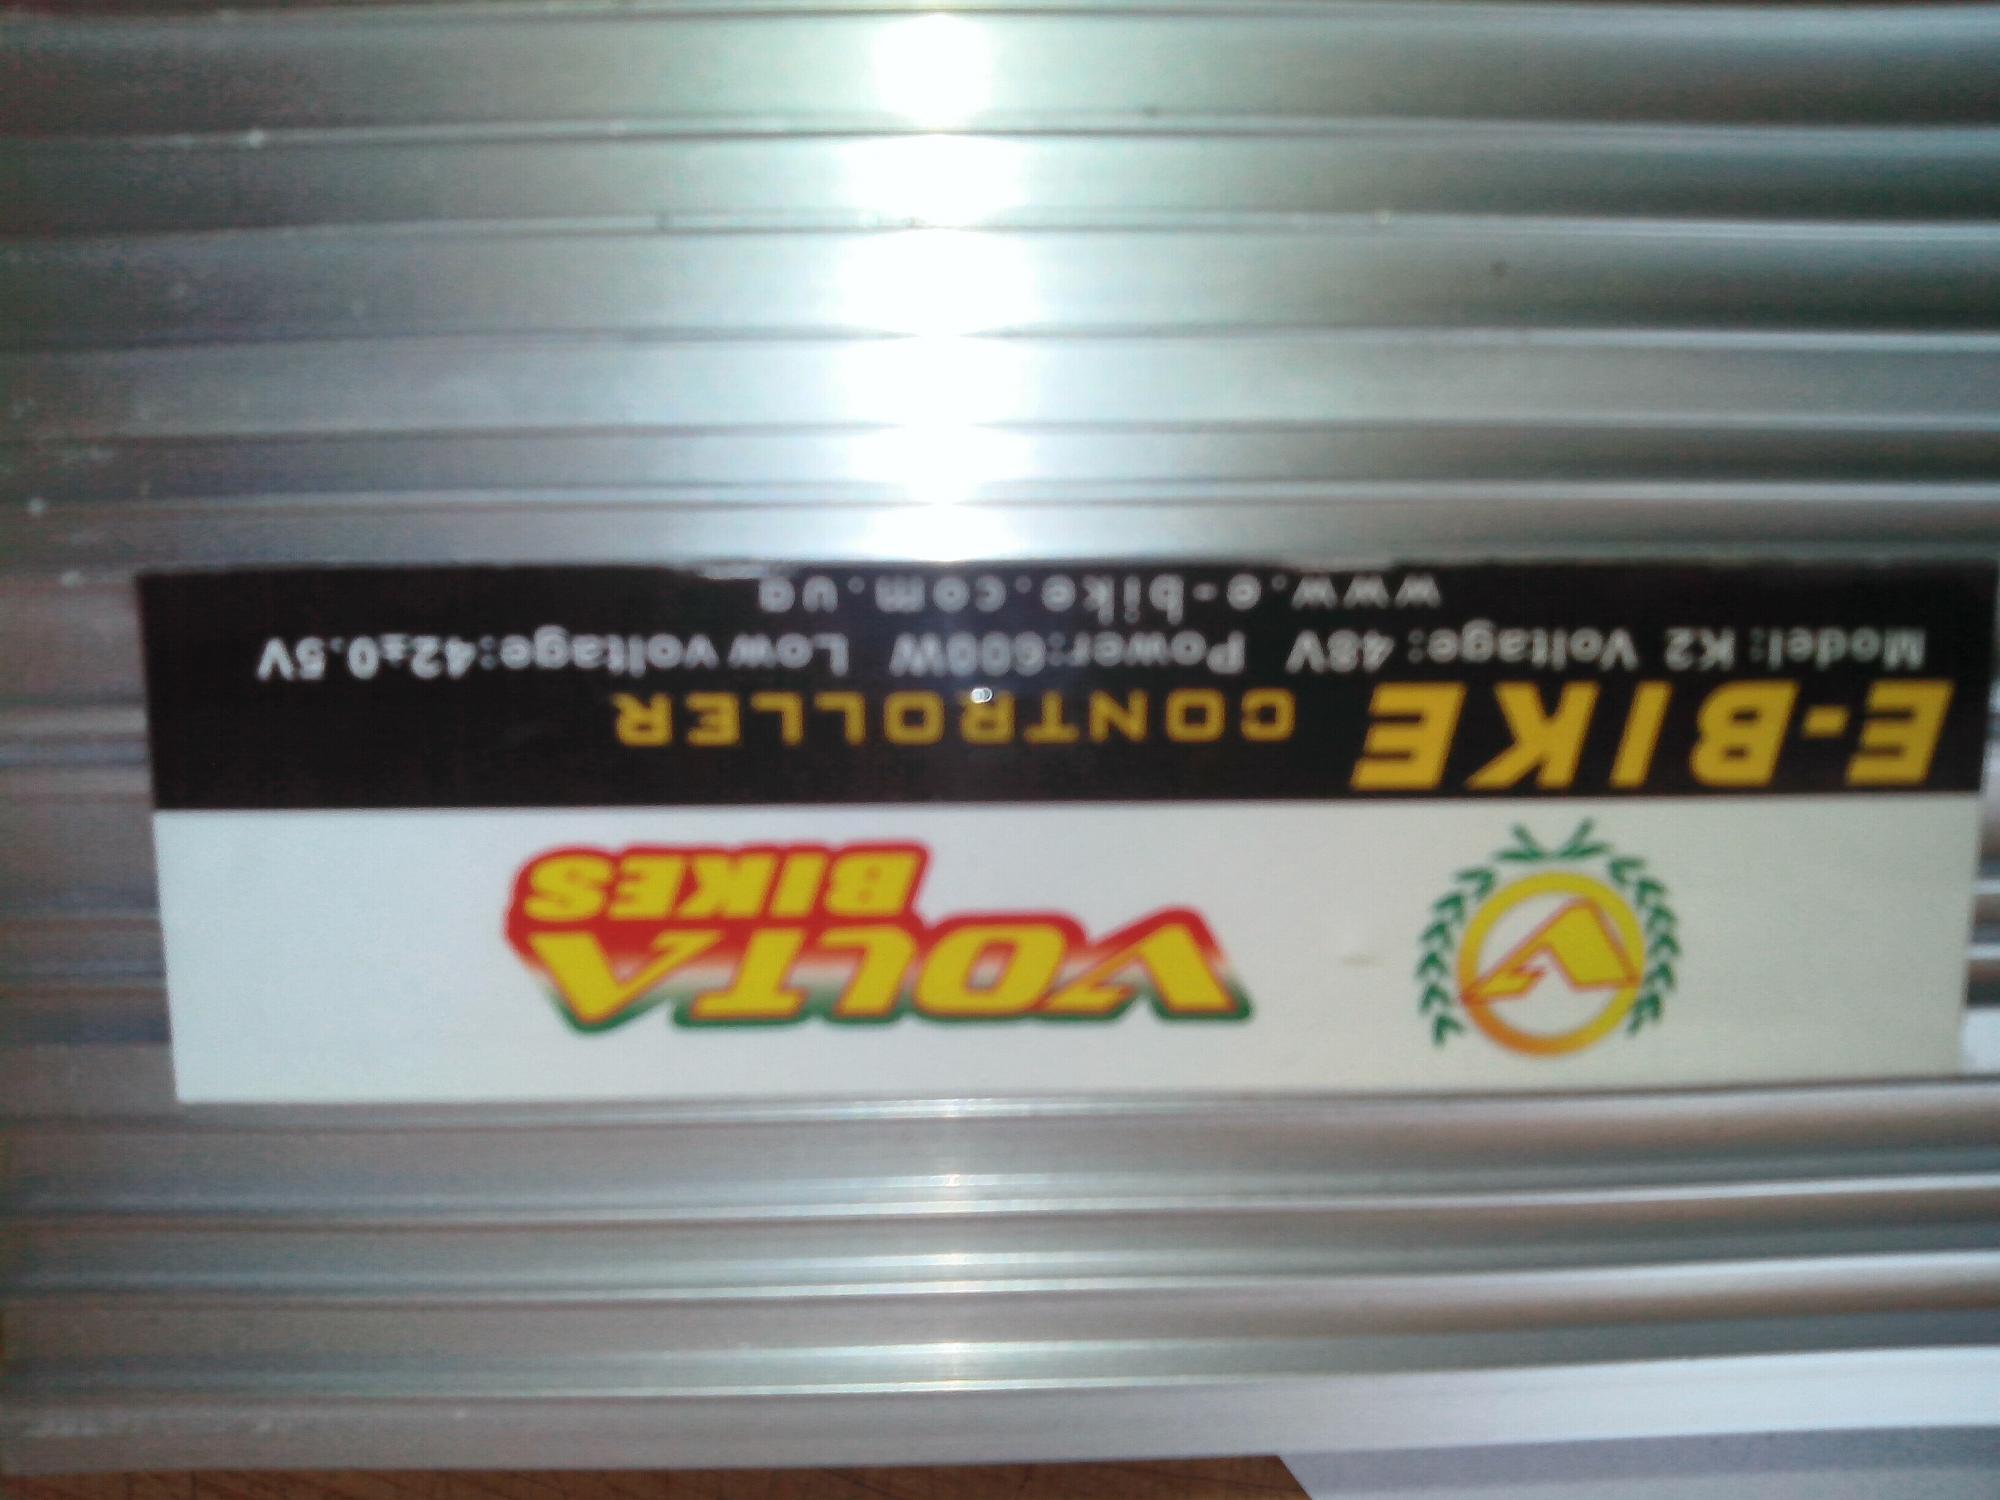 VOLTA
BIKES
E-BIKE CONTROLLER
Model: K2 Voltage: 48V Power:600W Low voltage:42±0.5V
www.e-bike.com.ua